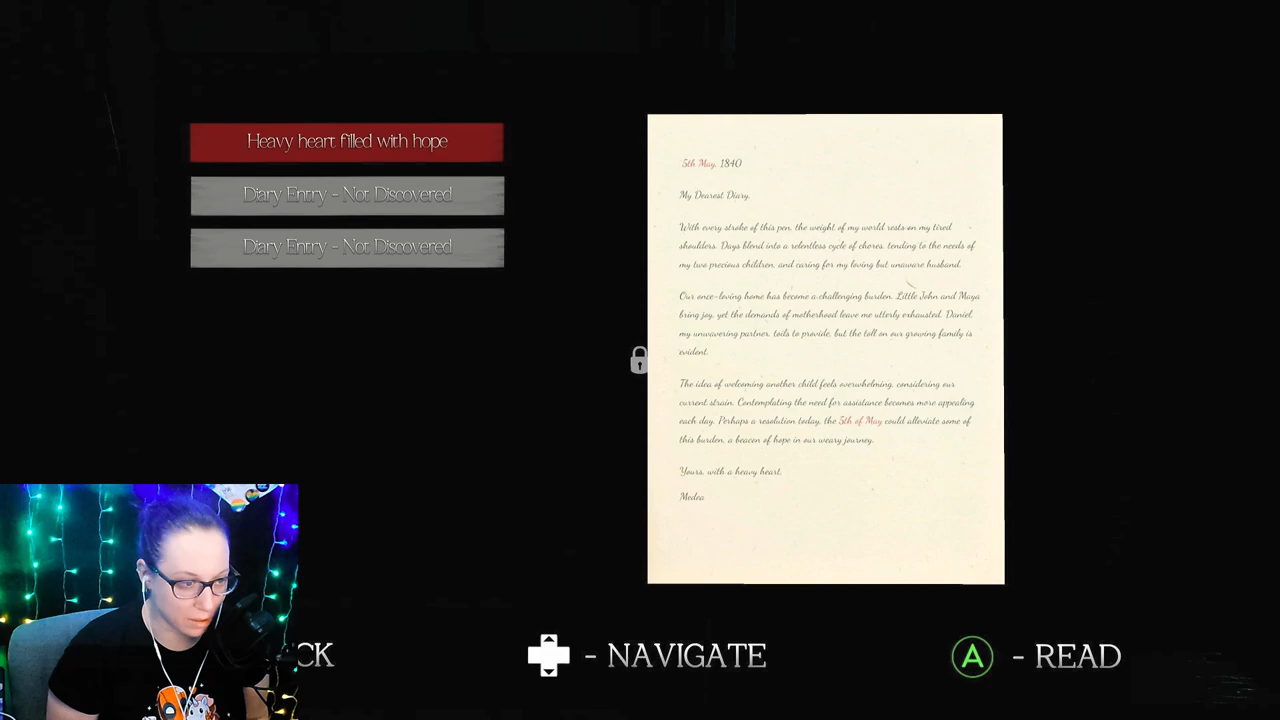 Heavy heart filled with hope
Diary Entry - Not Discovered
Diary Entry - Not Discovered
5th May, 1840
My Dearest Diary,
With every stroke of this pen, the weight of my world rests on my tired
shoulders. Days blend into a relentless cycle of chores, tending to the needs of
my two precious children, and caring for my loving but unaware husband.
Our once-loving home has become a challenging burden. Little John and Maya
bring joy, yet the demands of motherhood leave me utterly exhausted. Daniel,
my unwavering partner, toils to provide, but the toll on our growing family is
evident.
The idea of welcoming another child feels overwhelming, considering our
current strain. Contemplating the need for assistance becomes more appealing
each day. Perhaps a resolution today, the 5th of May could alleviate some of
this burden, a beacon of hope in our weary journey.
Yours, with a heavy heart,
Medea
CK
- NAVIGATE
A - READ